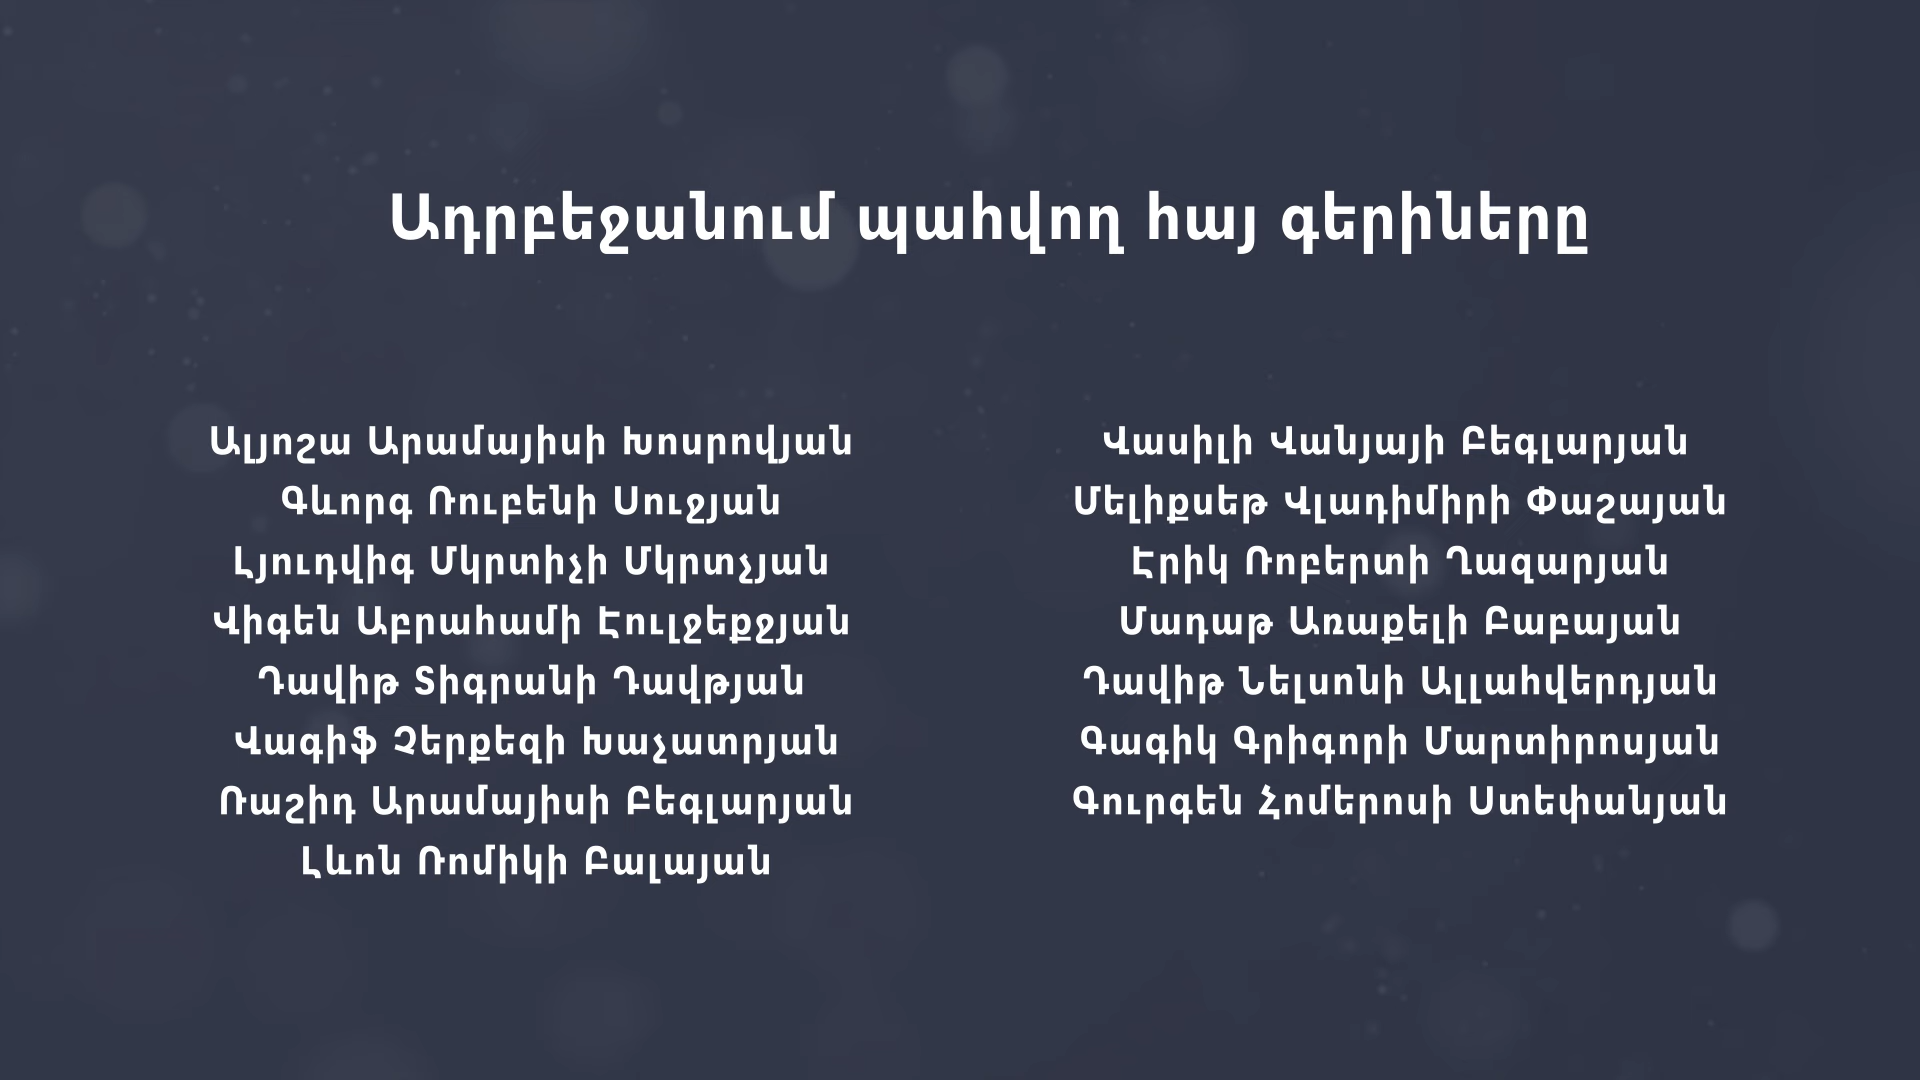 Ադրբեջանում պահվող հայ գերիները
Ալյոշա Արամայիսի Խոսրովյան
Գևորգ Ռուբենի Սուջյան
Լյուդվիգ Մկրտիչի Մկրտչյան
Վիգեն Աբրահամի Էուլջեքջյան
Դավիթ Տիգրանի Դավթյան
Վագիֆ Չերքեզի Խաչատրյան
Ռաշիդ Արամայիսի Բեգլարյան
Լևոն Ռոմիկի Բալայան
Վասիլի Վանյայի Բեգլարյան
Մելիքսեթ Վլադիմիրի Փաշայան
Էրիկ Ռոբերտի Ղազարյան
Մադաթ Առաքելի Բաբայան
Դավիթ Նելսոնի Ալլահվերդյան
Գագիկ Գրիգորի Մարտիրոսյան
Գուրգեն Հոմերոսի Ստեփանյան